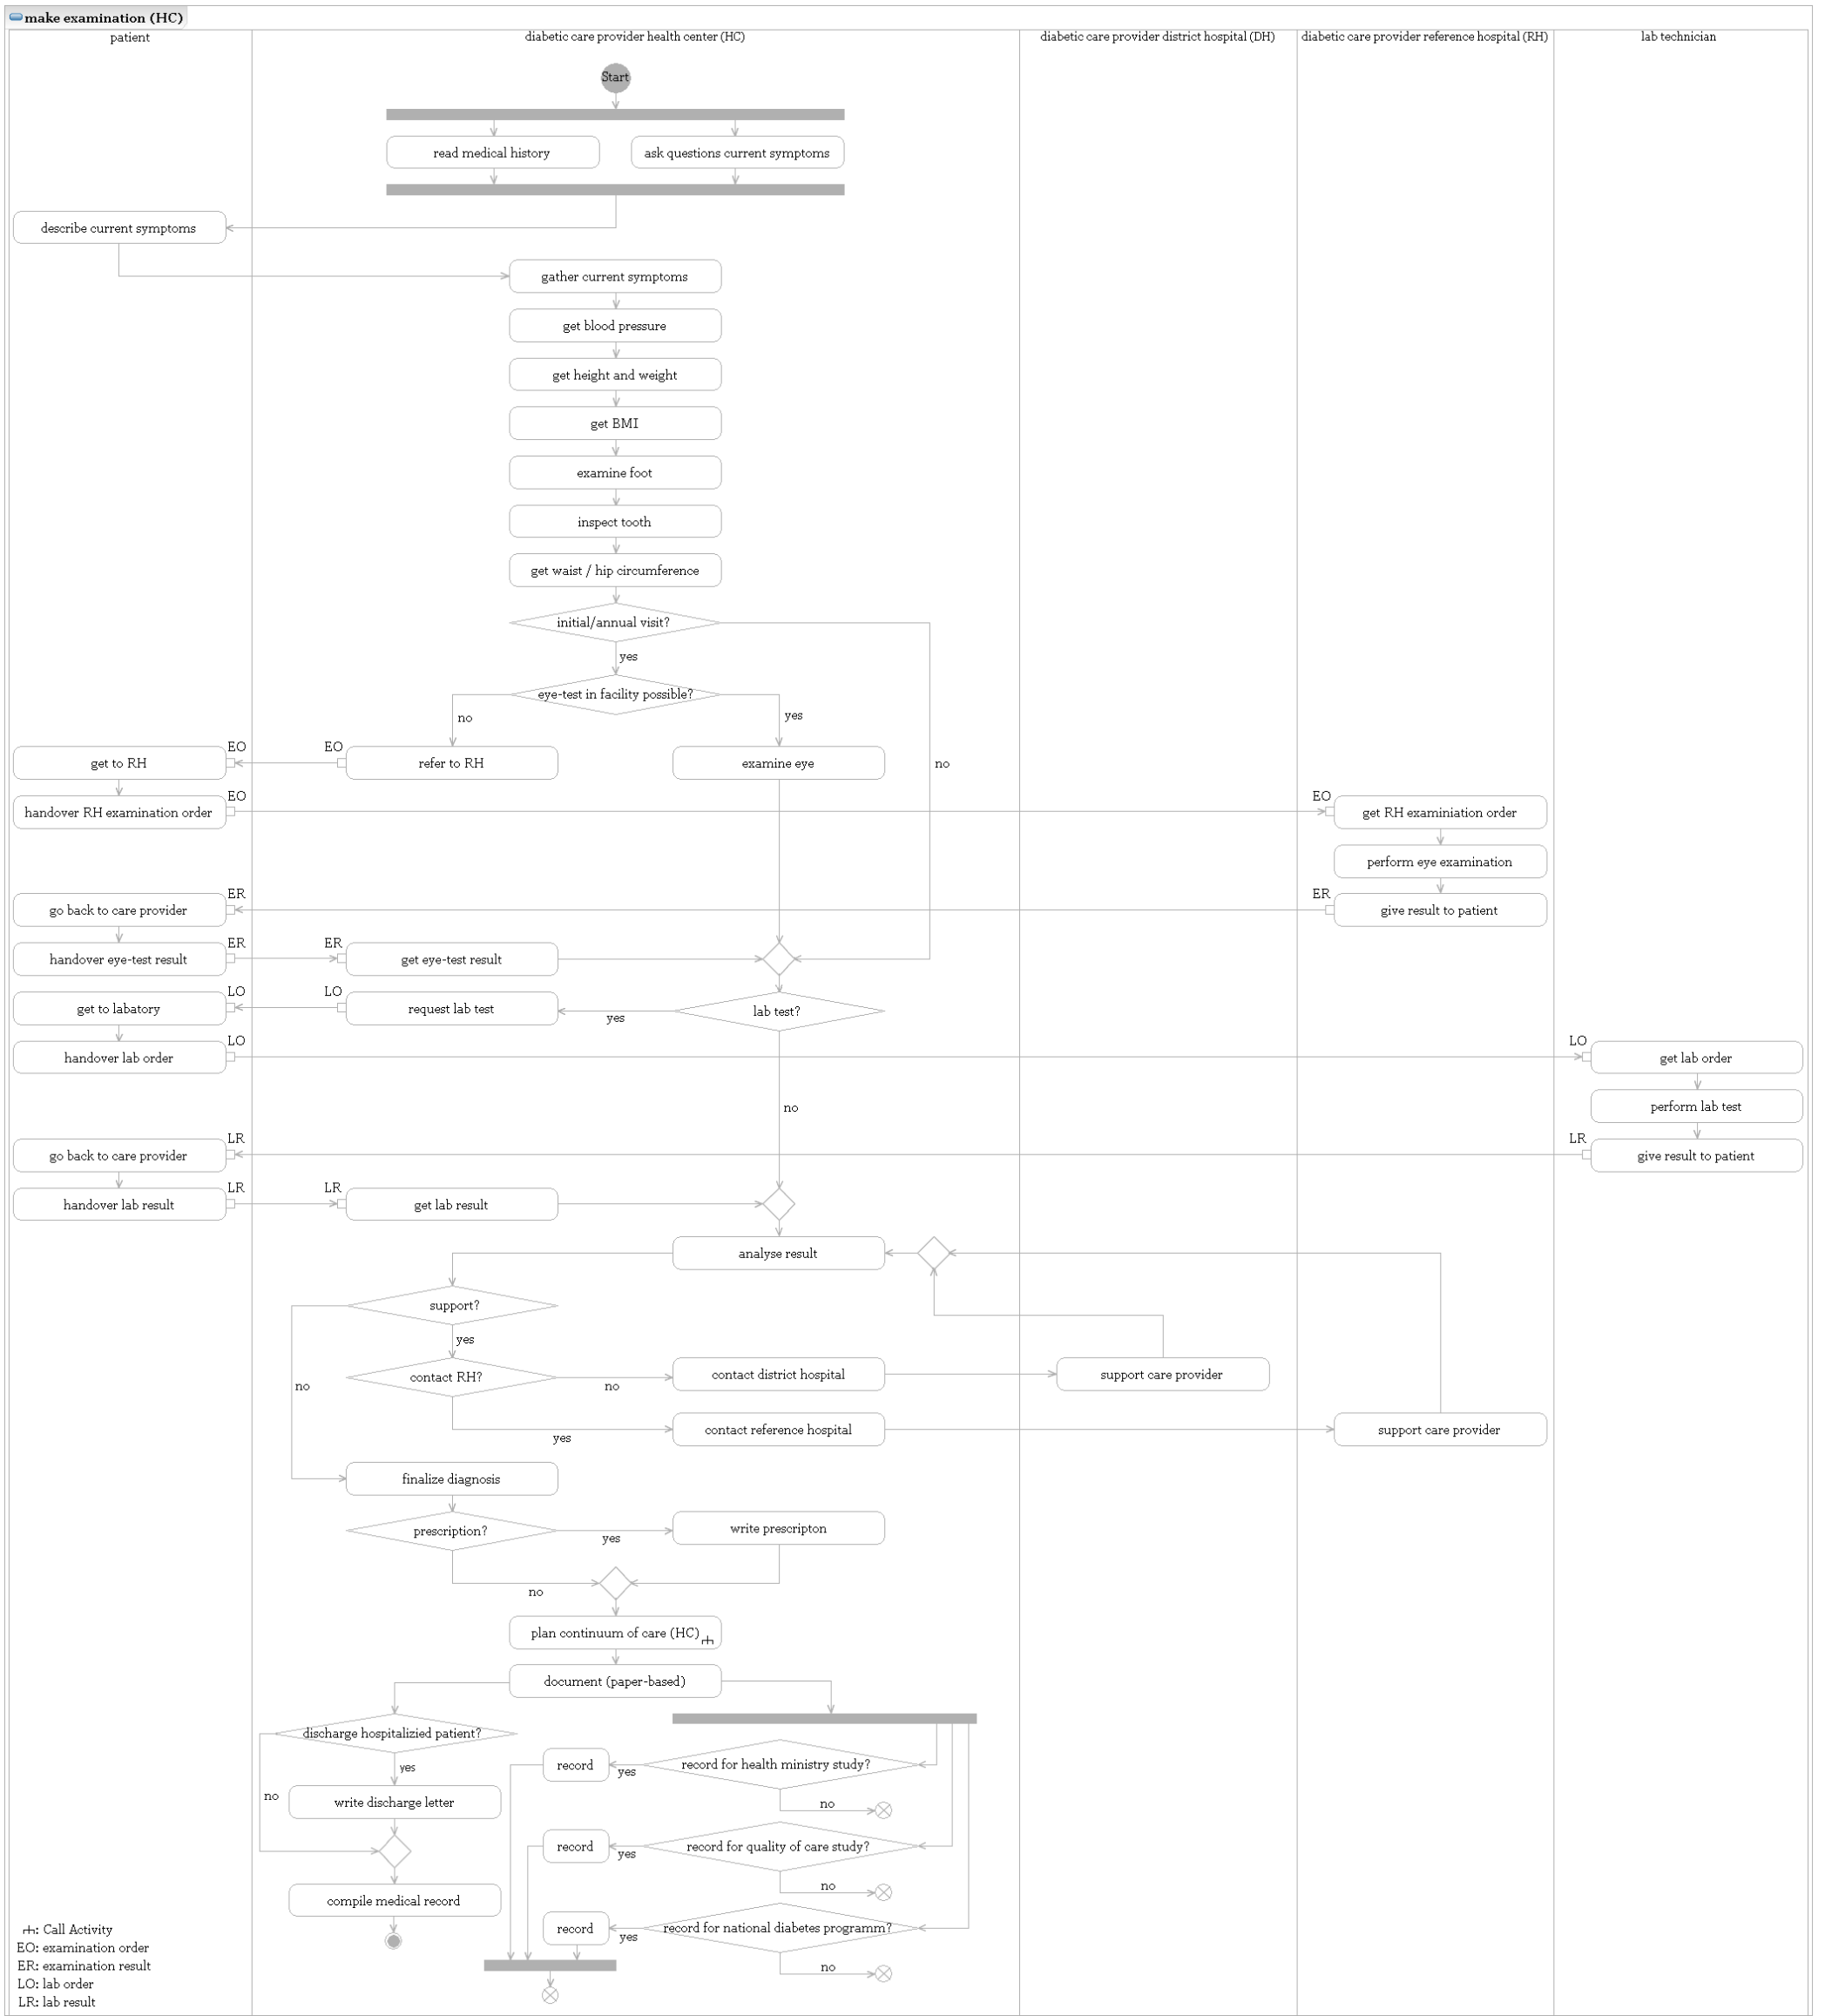 make examination (HC)
patient
diabetic care provider health center (HC)
diabetic care provider district hospital (DH)
diabetic care provider reference hospital (RH)
lab technician
Start
read medical history
ask questions current symptoms
describe current symptoms
gather current symptoms
get blood pressure
get height and weight
get BMI
examine foot
inspect tooth
get waist / hip circumference
initial/annual visit?
yes
eye-test in facility possible?
no
yes
EO
EO
get to RH
refer to RH
examine eye
no
EO
EO
handover RH examination order
get RH examiniation order
perform eye examination
ER
ER
go back to care provider
give result to patient
ER
ER
handover eye-test result
get eye-test result
LO
LO
get to labatory
request lab test
lab test?
yes
LO
LO
handover lab order
get lab order
no
perform lab test
LR
LR
go back to care provider
give result to patient
LR
LR
handover lab result
get lab result
analyse result
support?
yes
contact RH?
no
contact district hospital
support care provider
no
yes
contact reference hospital
support care provider
finalize diagnosis
prescription?
yes
write prescripton
no
plan continuum of care (HC)
document (paper-based)
discharge hospitalizied patient?
yes
no
write discharge letter
compile medical record
record
yes
record for health ministry study?
no
record
yes
record for quality of care study?
no
record
yes
record for national diabetes programm?
no
: Call Activity
EO: examination order
ER: examination result
LO: lab order
LR: lab result